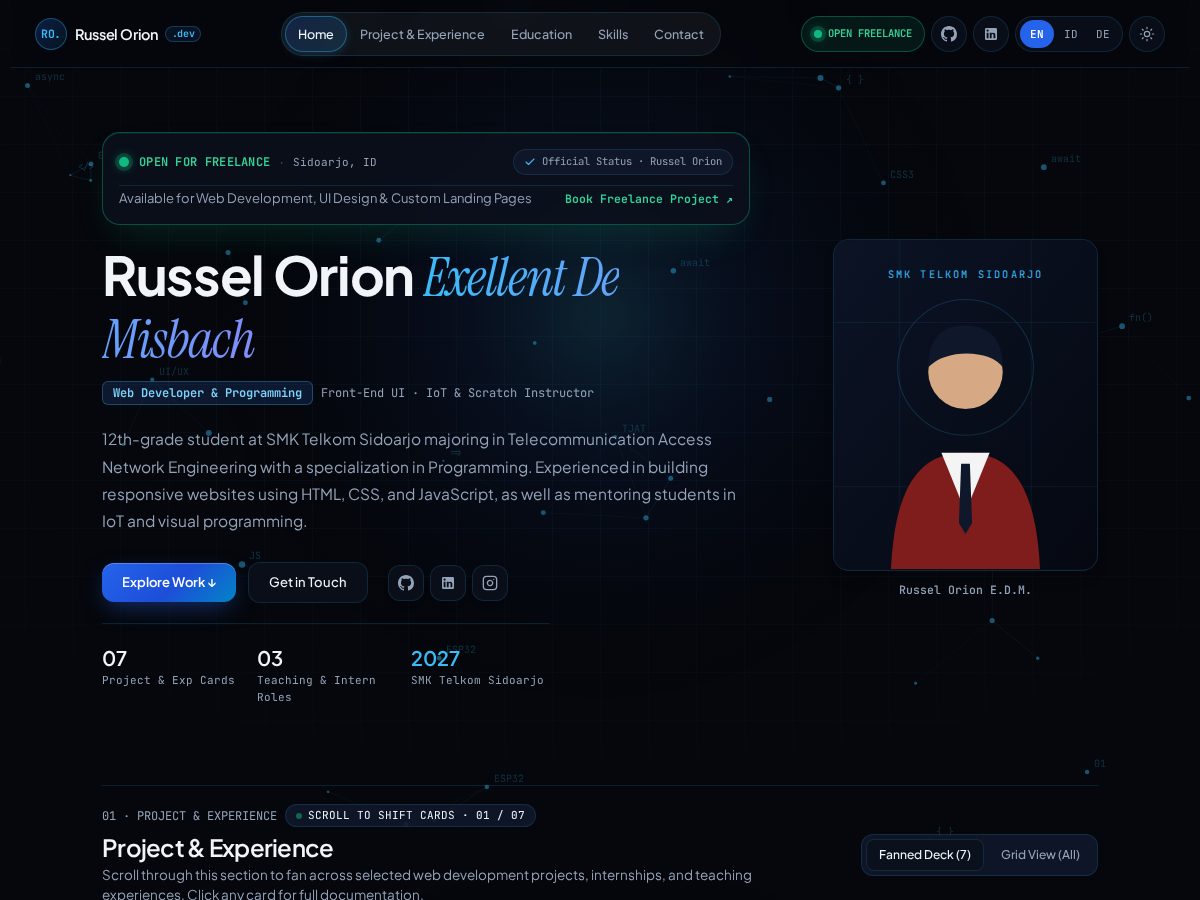 RO. Russel Orion .dev Home Project & Experience Education Skills Contact OPEN FREELANCE EN ID DE
async
{ }
await
CSS3
OPEN FOR FREELANCE · Sidoarjo, ID
Official Status · Russel Orion
Available for Web Development, UI Design & Custom Landing Pages
Book Freelance Project ↗
Russel Orion Exellent De
Misbach
await
UI/UX
Web Developer & Programming
Front-End UI · IoT & Scratch Instructor
12th-grade student at SMK Telkom Sidoarjo majoring in Telecommunication Access
Network Engineering with a specialization in Programming. Experienced in building
responsive websites using HTML, CSS, and JavaScript, as well as mentoring students in
IoT and visual programming.
TJAT
=>
JS
Explore Work ↓
Get in Touch
SMK TELKOM SIDOARJO
Russel Orion E.D.M.
fn()
07
Project & Exp Cards
03
Teaching & Intern
Roles
2027
SMK Telkom Sidoarjo
ESP32
ESP32
01
{ }
01 · PROJECT & EXPERIENCE
SCROLL TO SHIFT CARDS · 01 / 07
Project & Experience
Scroll through this section to fan across selected web development projects, internships, and teaching
experiences. Click any card for full documentation.
Fanned Deck (7)
Grid View (All)